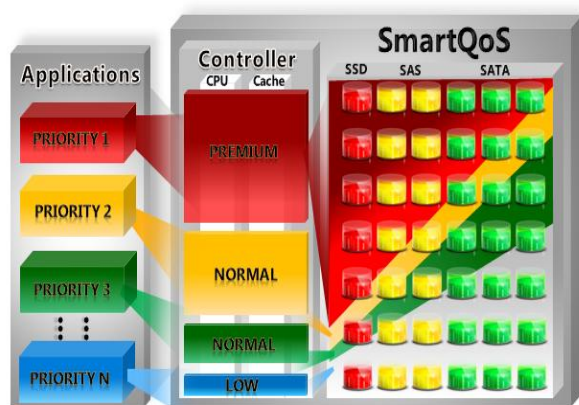 SmartQoS
Applications
Controller
CPU Cache
SSD SAS SATA
PRIORITY 1
PREMIUM
PRIORITY 2
NORMAL
PRIORITY 3
NORMAL
PRIORITY N
LOW